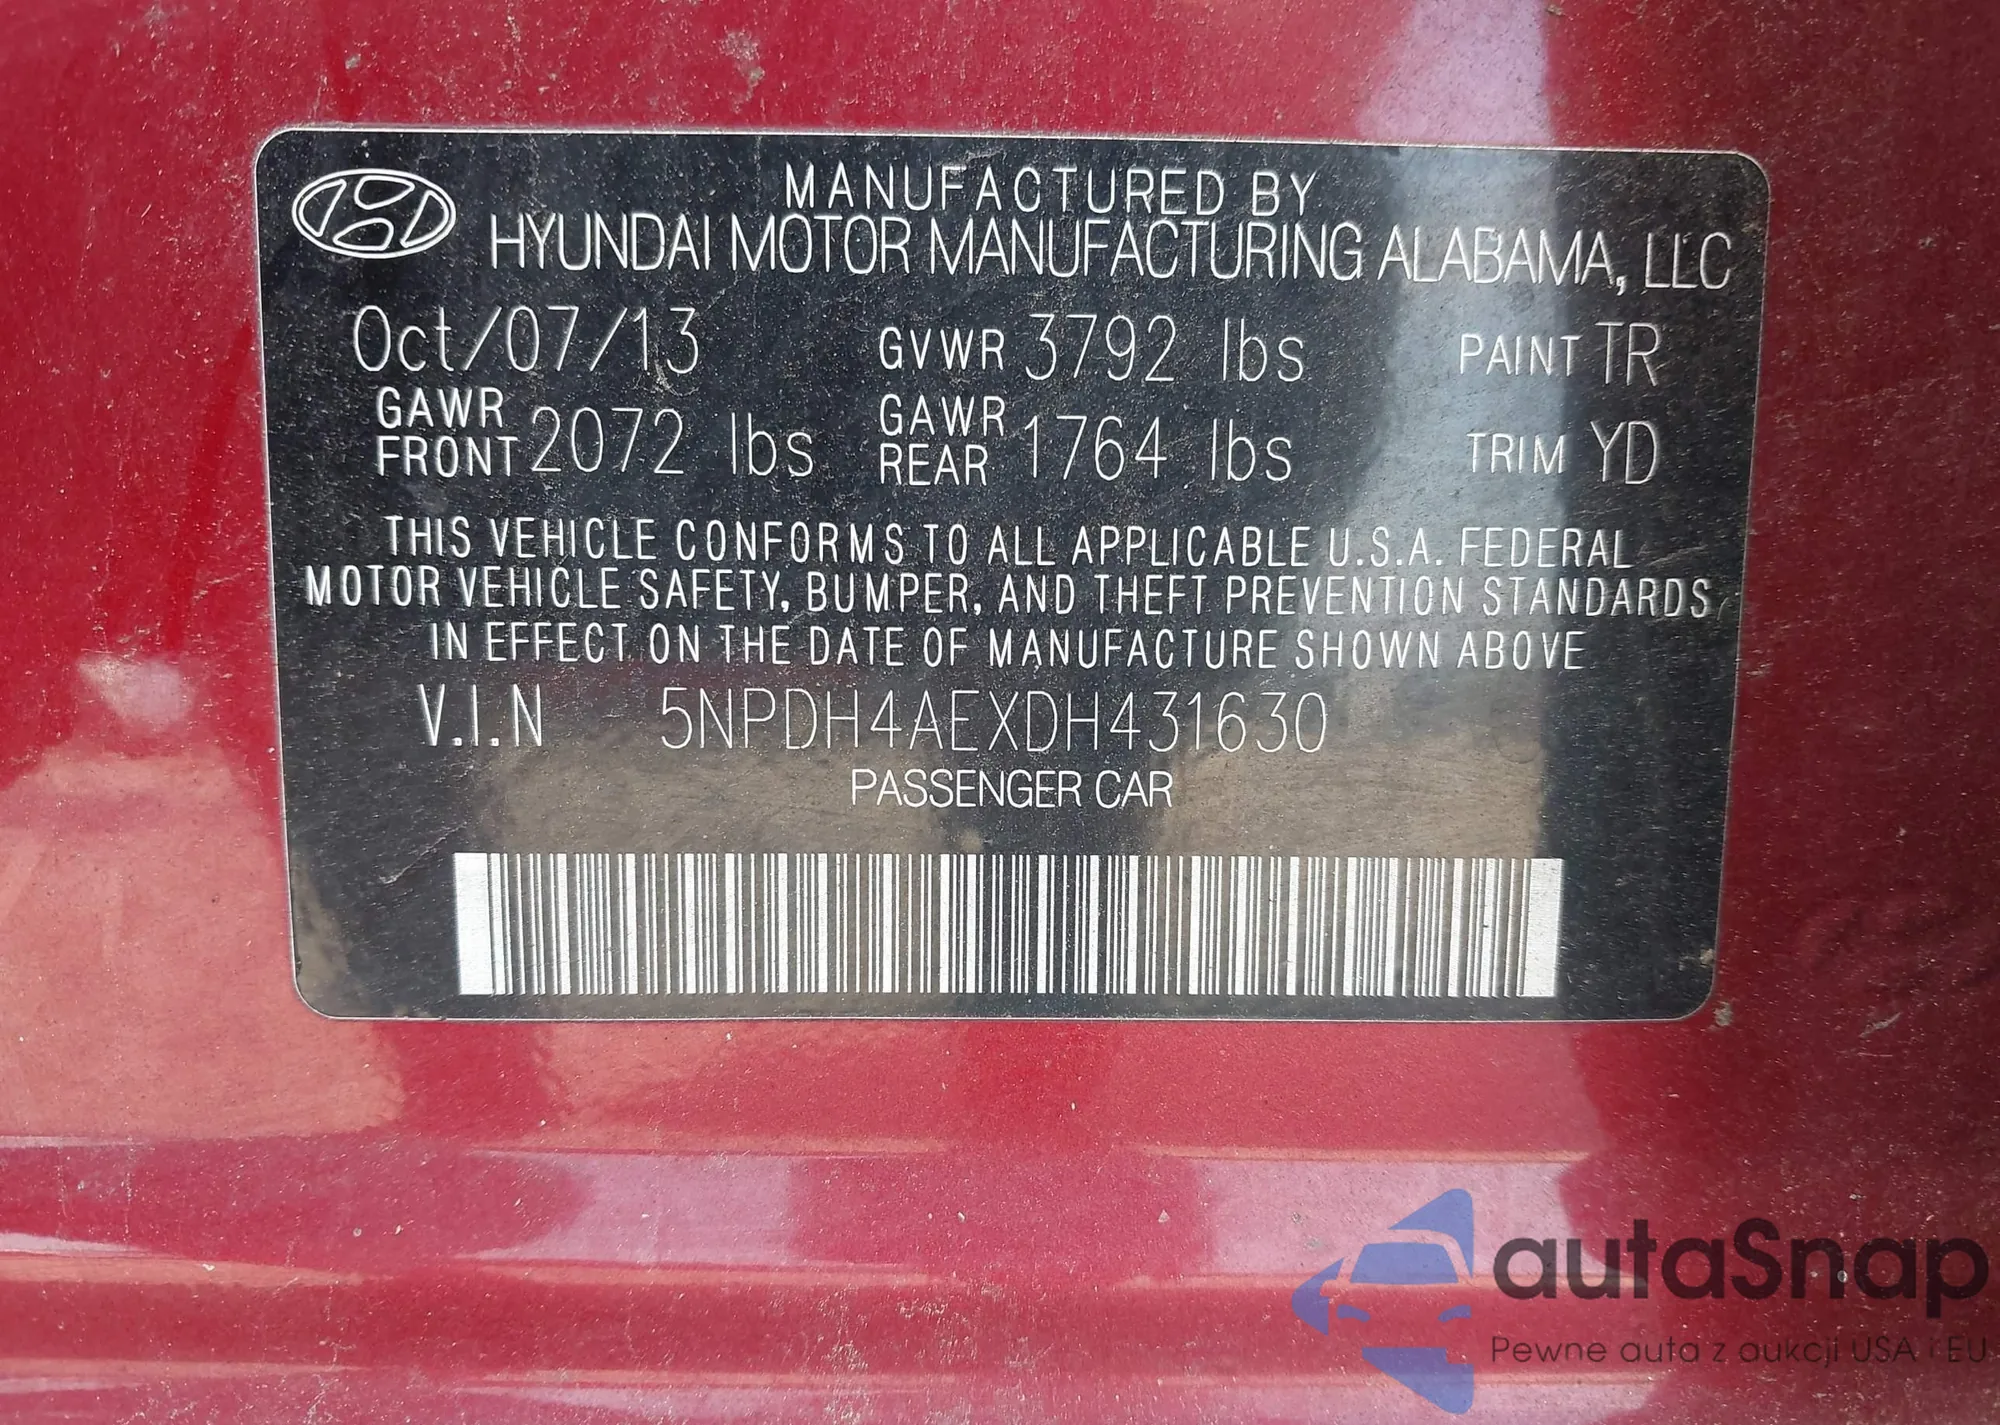 MANUFACTURED BY
HYUNDAI MOTOR MANUFACTURING ALABAMA, LLC
Oct/07/13 GVWR 3792 lbs PAINT TR
GAWR FRONT 2072 lbs GAWR REAR 1764 lbs TRIM YD
THIS VEHICLE CONFORMS TO ALL APPLICABLE U.S.A. FEDERAL
MOTOR VEHICLE SAFETY, BUMPER, AND THEFT PREVENTION STANDARDS
IN EFFECT ON THE DATE OF MANUFACTURE SHOWN ABOVE
V.I.N 5NPDH4AEXDH431630
PASSENGER CAR
autaSnap
Pewne auta z aukcji USA i EU